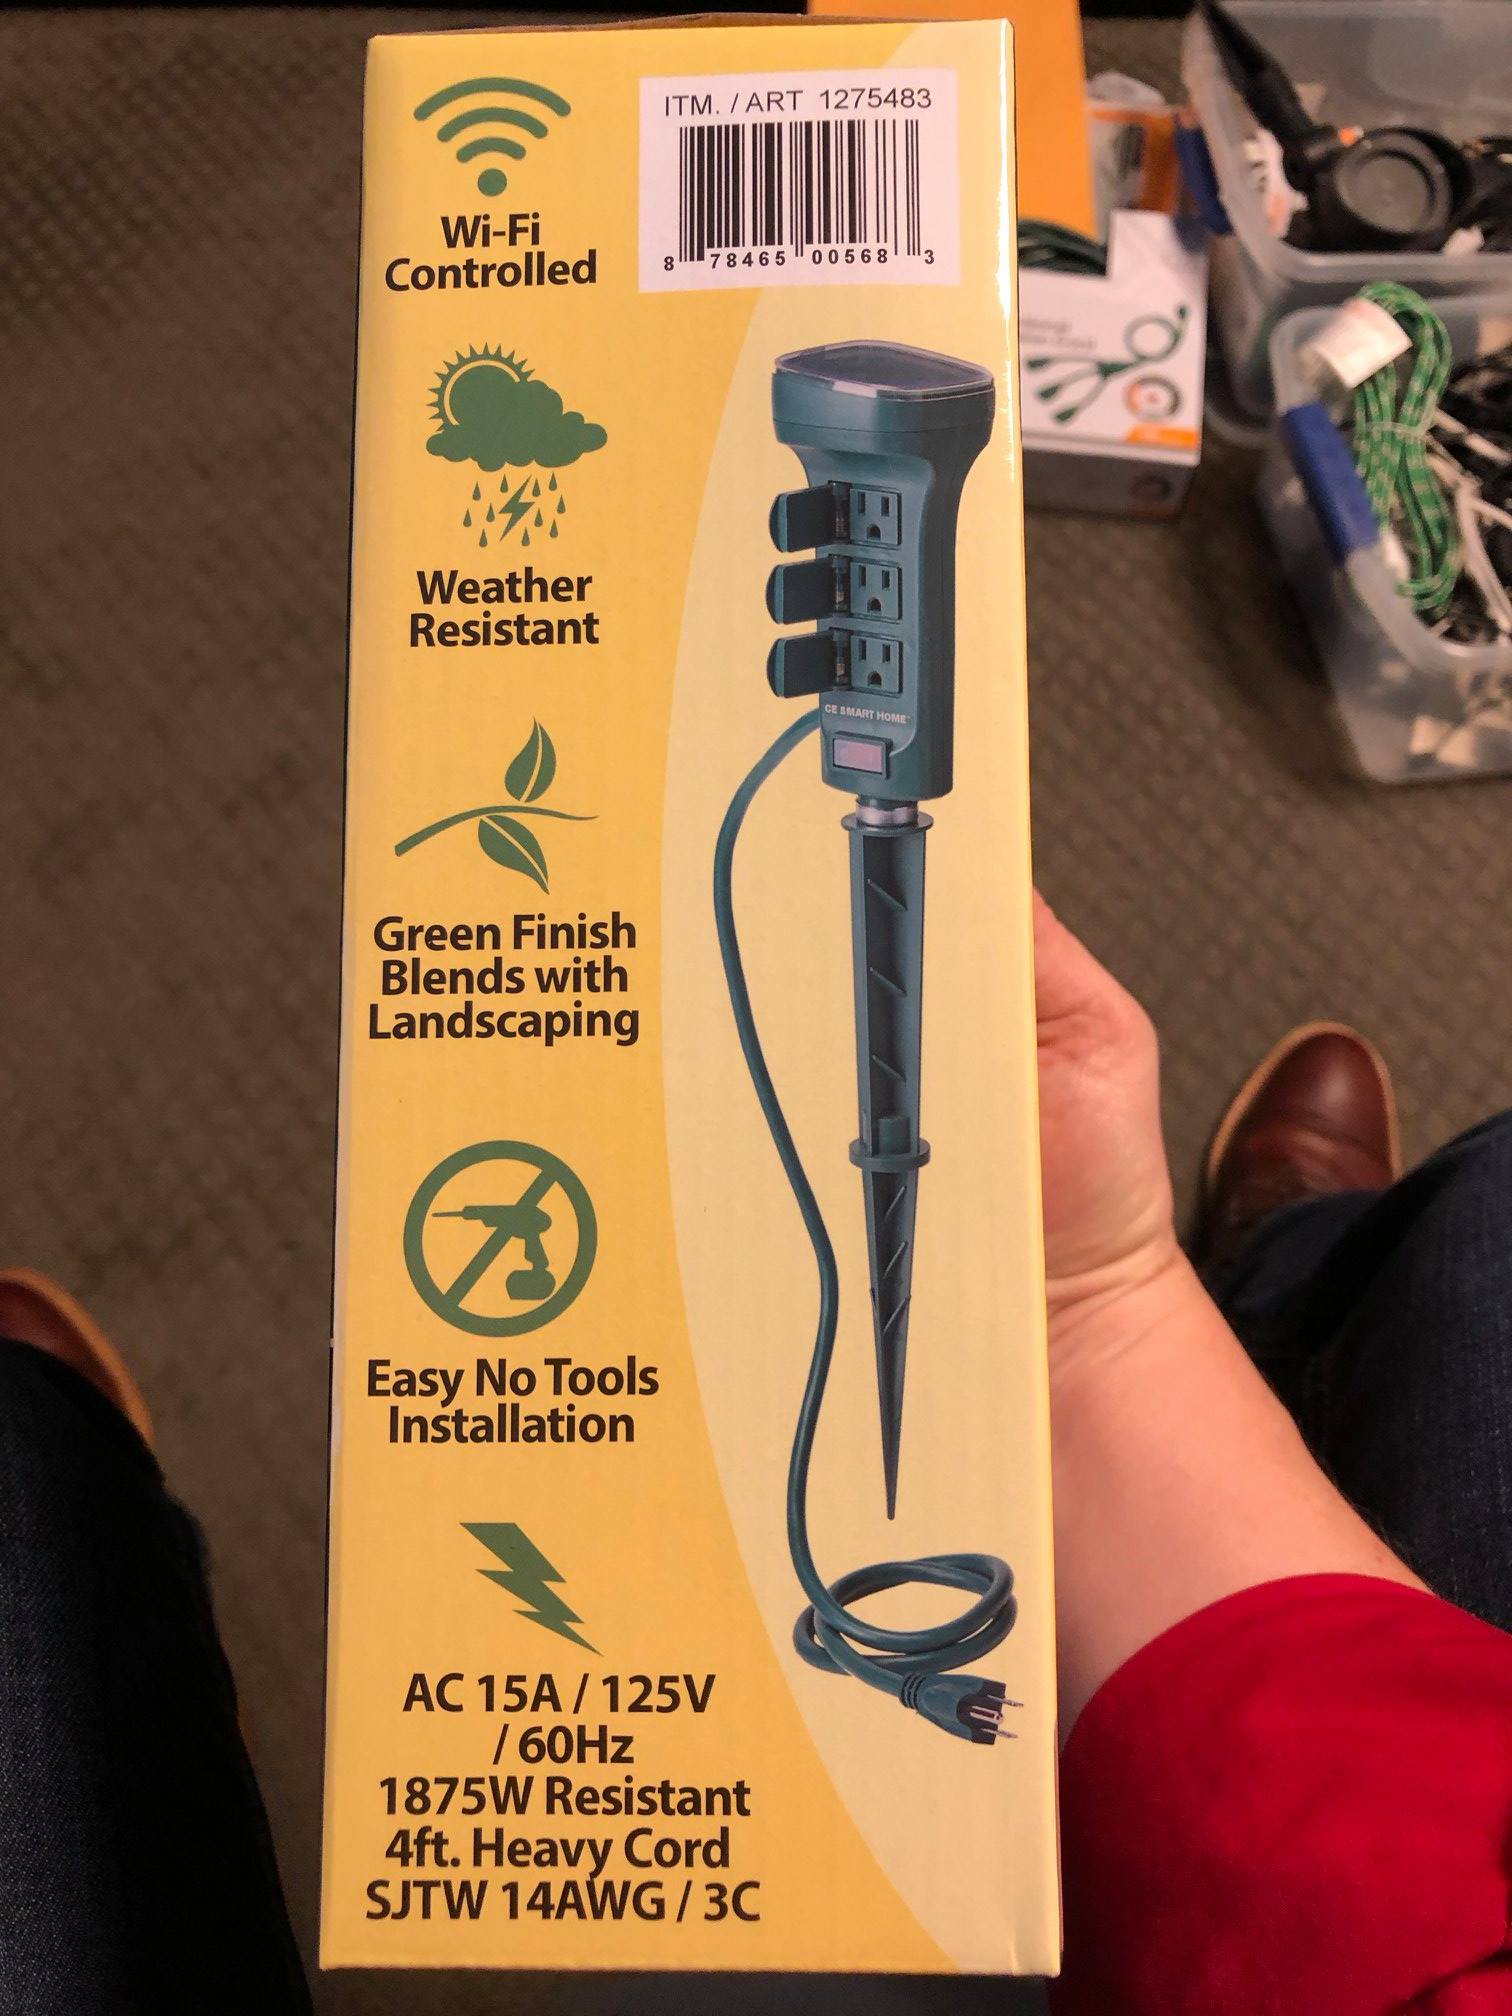 Wi-Fi
Controlled
ITM. / ART 1275483
8 78465 00568 3
Weather
Resistant
CE SMART HOME
Green Finish
Blends with
Landscaping
Easy No Tools
Installation
AC 15A / 125V
/ 60Hz
1875W Resistant
4ft. Heavy Cord
SJTW 14AWG / 3C